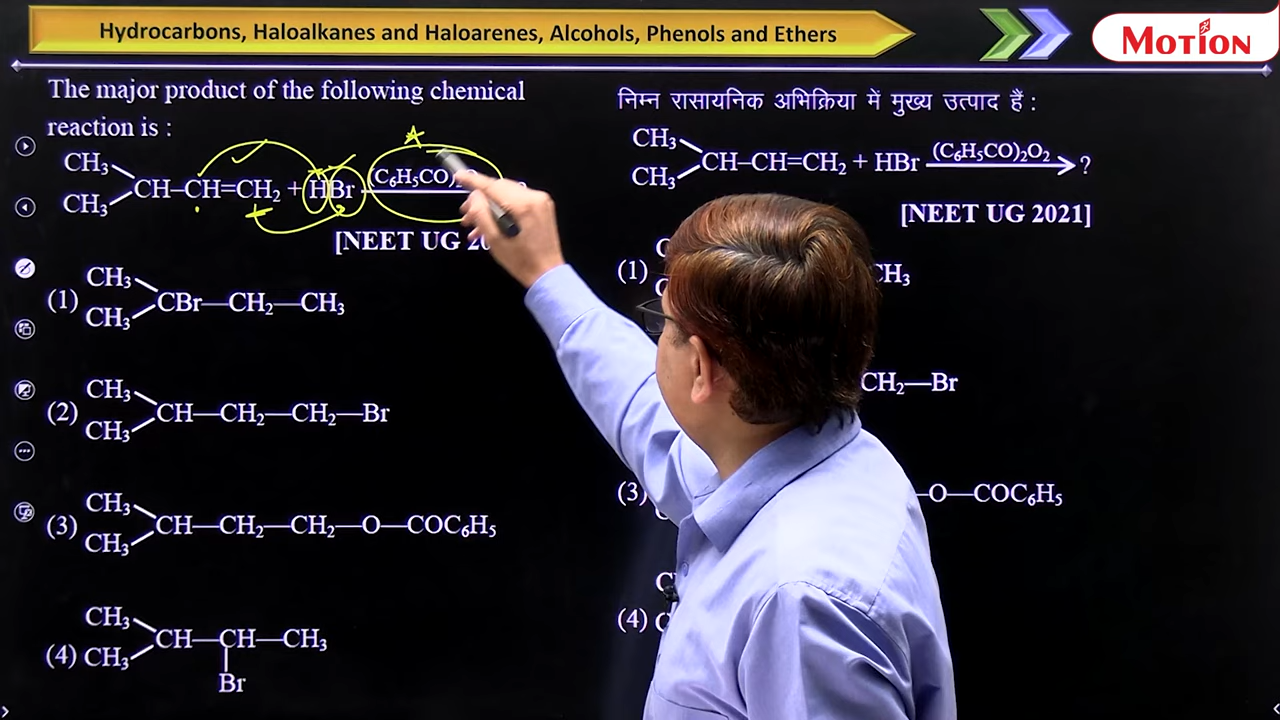 Hydrocarbons, Haloalkanes and Haloarenes, Alcohols, Phenols and Ethers
MOTION
The major product of the following chemical
reaction is :
CH₃
CH–CH=CH₂ + HBr (C₆H₅CO)₂
CH₃
[NEET UG 20
(1) CH₃
CH₃ CBr—CH₂—CH₃
(2) CH₃
CH₃ CH—CH₂—CH₂—Br
(3) CH₃
CH₃ CH—CH₂—CH₂—O—COC₆H₅
(4) CH₃
CH₃ CH—CH—CH₃
Br
निम्न रासायनिक अभिक्रिया में मुख्य उत्पाद हैं :
CH₃
CH–CH=CH₂ + HBr (C₆H₅CO)₂O₂ ?
CH₃
[NEET UG 2021]
(1)
CH₃
CH₂—Br
(3)
—O—COC₆H₅
(4)